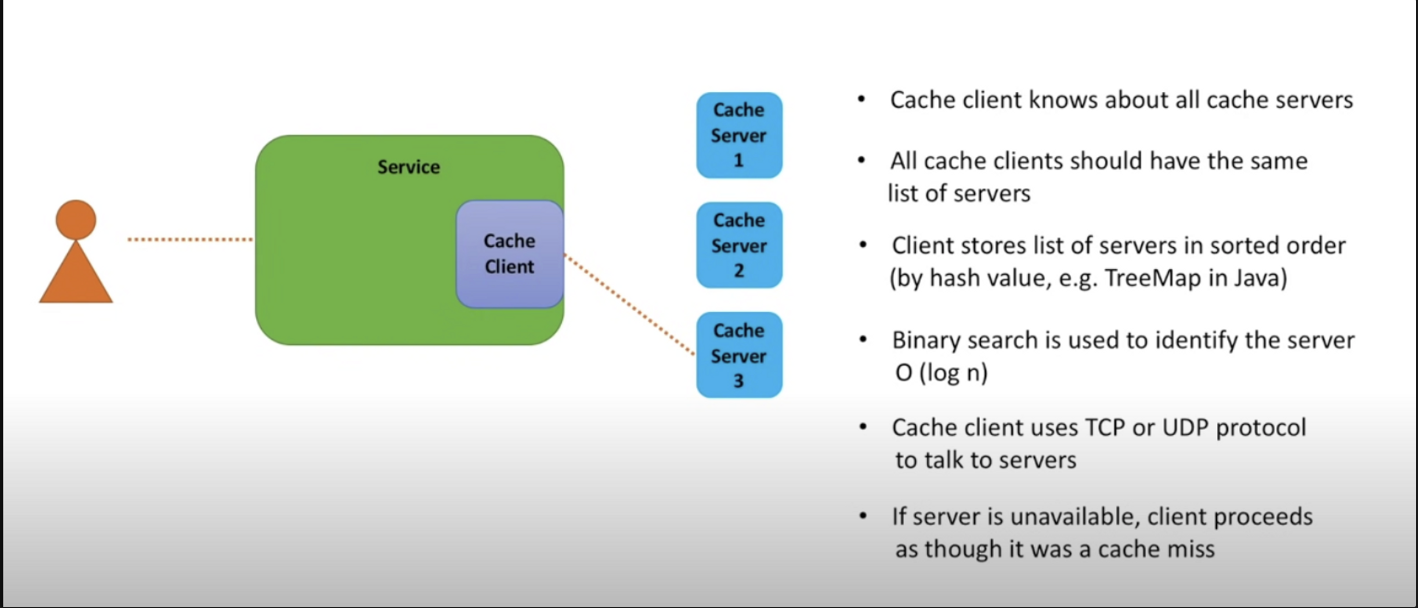 Service
Cache
Client
Cache
Server
1
Cache
Server
2
Cache
Server
3
• Cache client knows about all cache servers
• All cache clients should have the same
list of servers
• Client stores list of servers in sorted order
(by hash value, e.g. TreeMap in Java)
• Binary search is used to identify the server
O (log n)
• Cache client uses TCP or UDP protocol
to talk to servers
• If server is unavailable, client proceeds
as though it was a cache miss